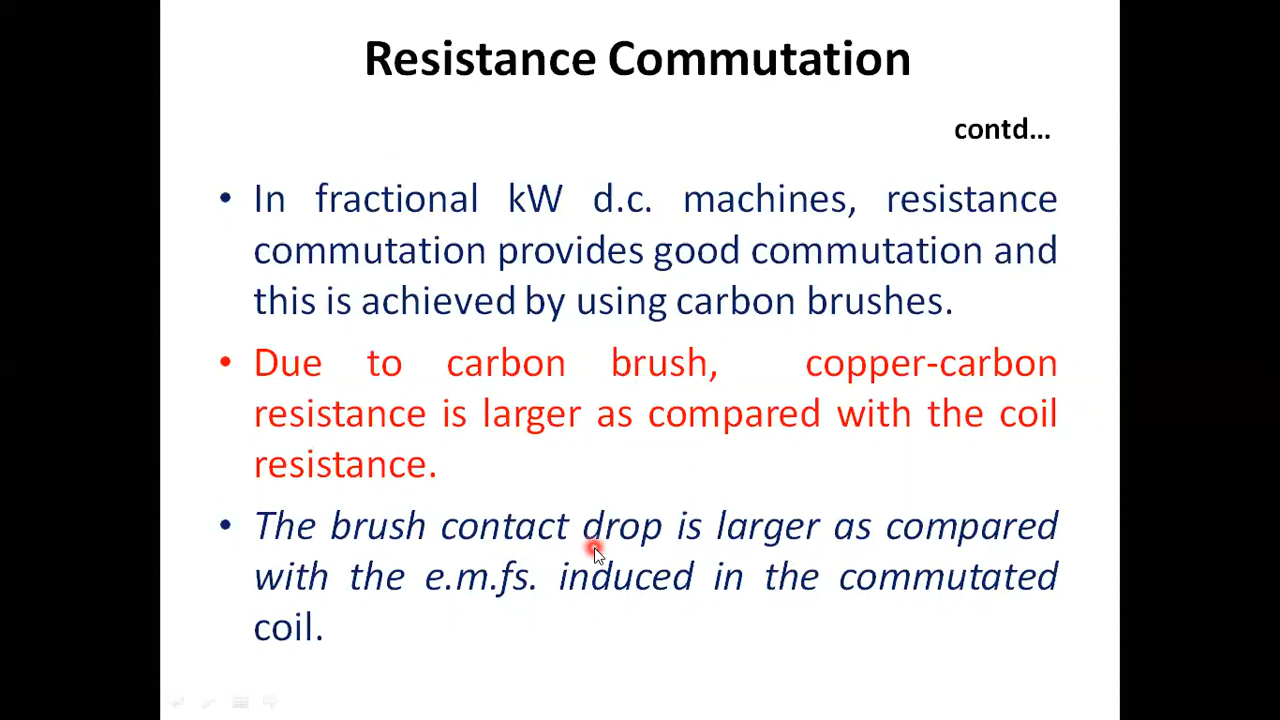 Resistance Commutation
contd...
• In fractional kW d.c. machines, resistance
commutation provides good commutation and
this is achieved by using carbon brushes.
• Due to carbon brush, copper-carbon
resistance is larger as compared with the coil
resistance.
• The brush contact drop is larger as compared
with the e.m.fs. induced in the commutated
coil.